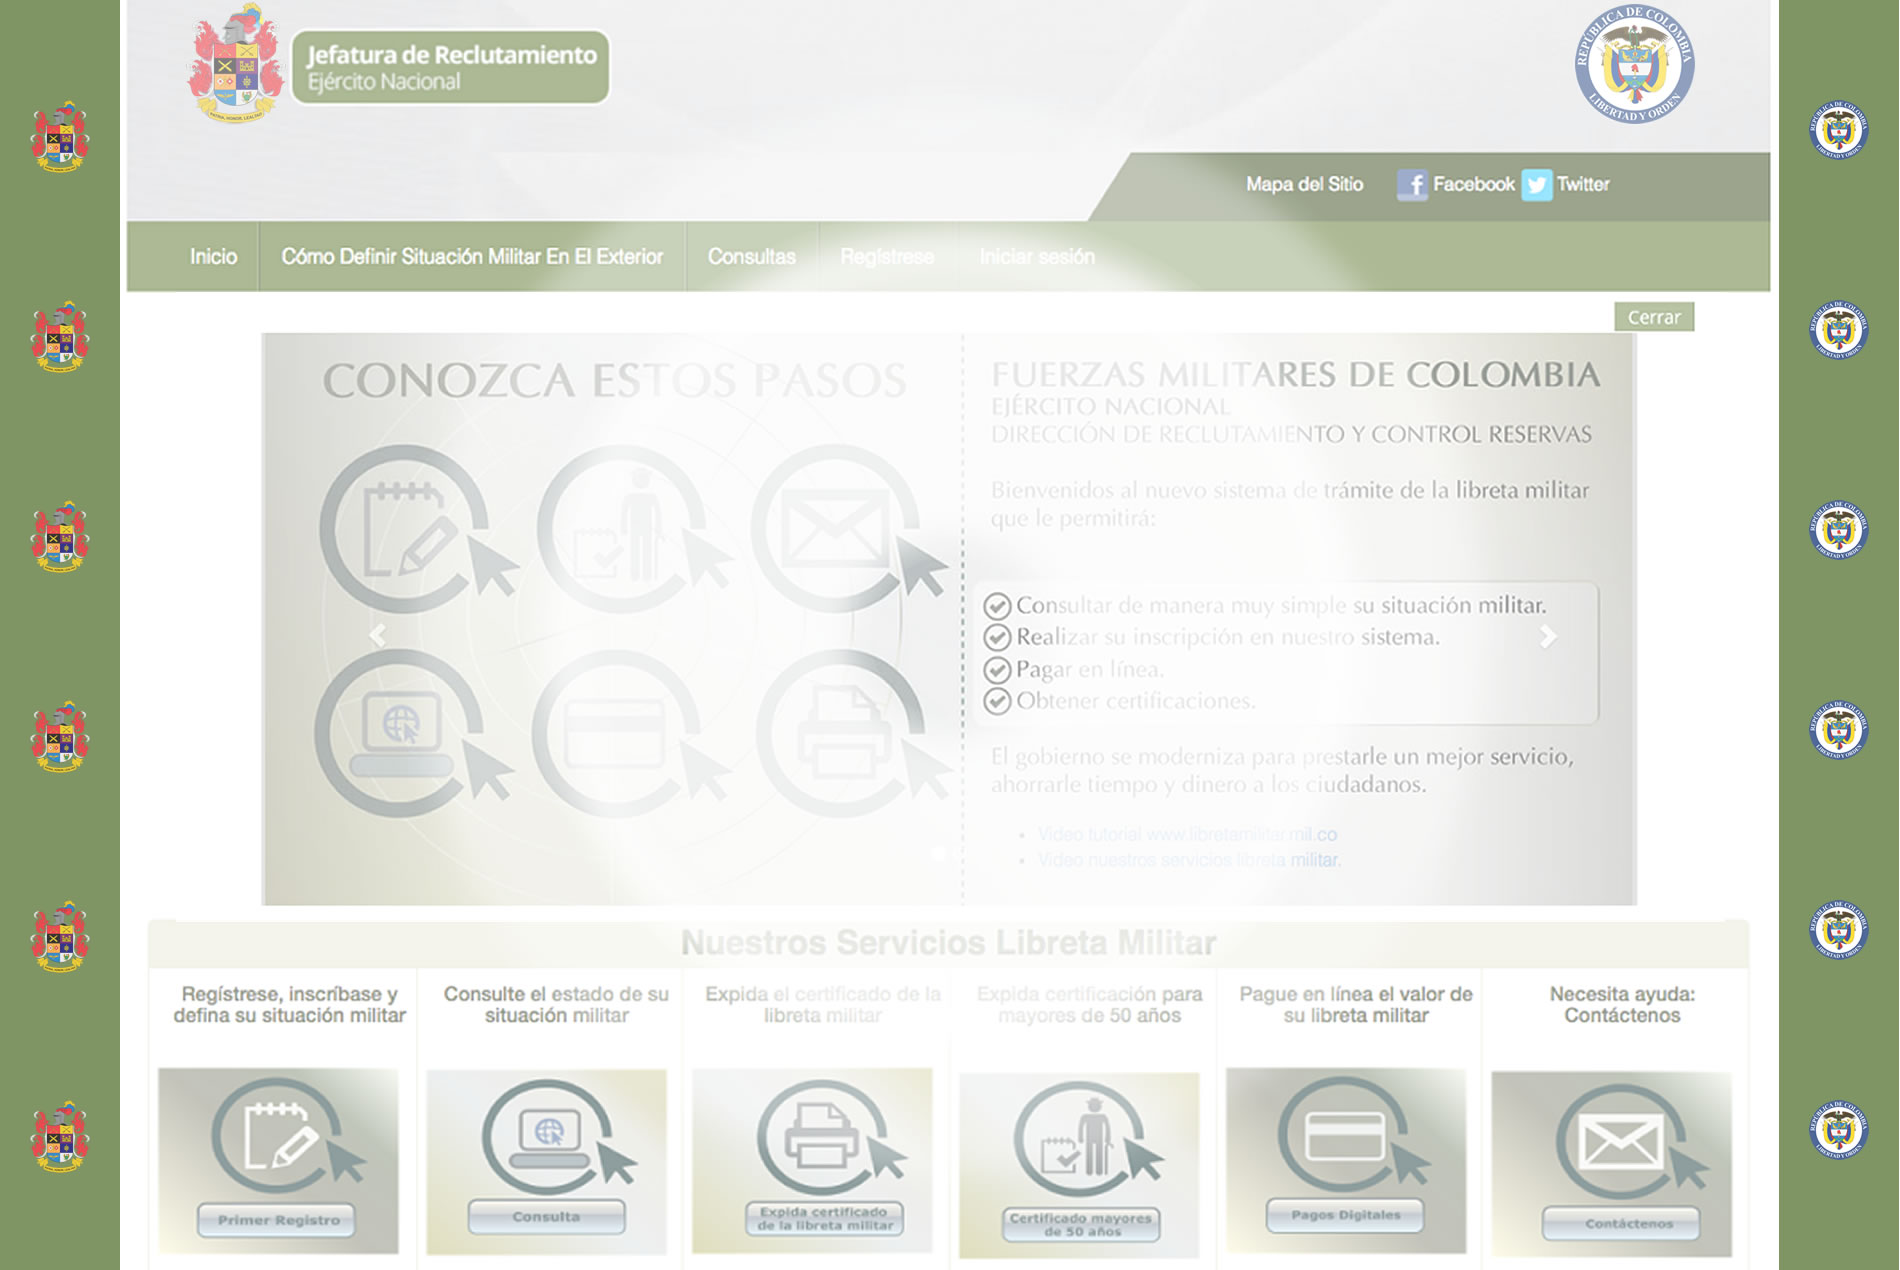 Jefatura de Reclutamiento
Ejército Nacional
REPÚBLICA DE COLOMBIA
LIBERTAD Y ORDEN
PATRIA, HONOR, LEALTAD
Mapa del Sitio
Facebook
Twitter
Inicio
Cómo Definir Situación Militar En El Exterior
Consultas
Regístrese
Iniciar sesión
Cerrar
CONOZCA ESTOS PASOS
FUERZAS MILITARES DE COLOMBIA
EJÉRCITO NACIONAL
DIRECCIÓN DE RECLUTAMIENTO Y CONTROL RESERVAS
Bienvenidos al nuevo sistema de trámite de la libreta militar
que le permitirá:
Consultar de manera muy simple su situación militar.
Realizar su inscripción en nuestro sistema.
Pagar en línea.
Obtener certificaciones.
El gobierno se moderniza para prestarle un mejor servicio,
ahorrarle tiempo y dinero a los ciudadanos.
Video tutorial www.libretamilitar.mil.co
Video nuestros servicios libreta militar.
Nuestros Servicios Libreta Militar
Regístrese, inscríbase y
defina su situación militar
Primer Registro
Consulte el estado de su
situación militar
Consulta
Expida el certificado de la
libreta militar
Expida certificado
de la libreta militar
Expida certificación para
mayores de 50 años
Certificado mayores
de 50 años
Pague en línea el valor de
su libreta militar
Pagos Digitales
Necesita ayuda:
Contáctenos
Contáctenos